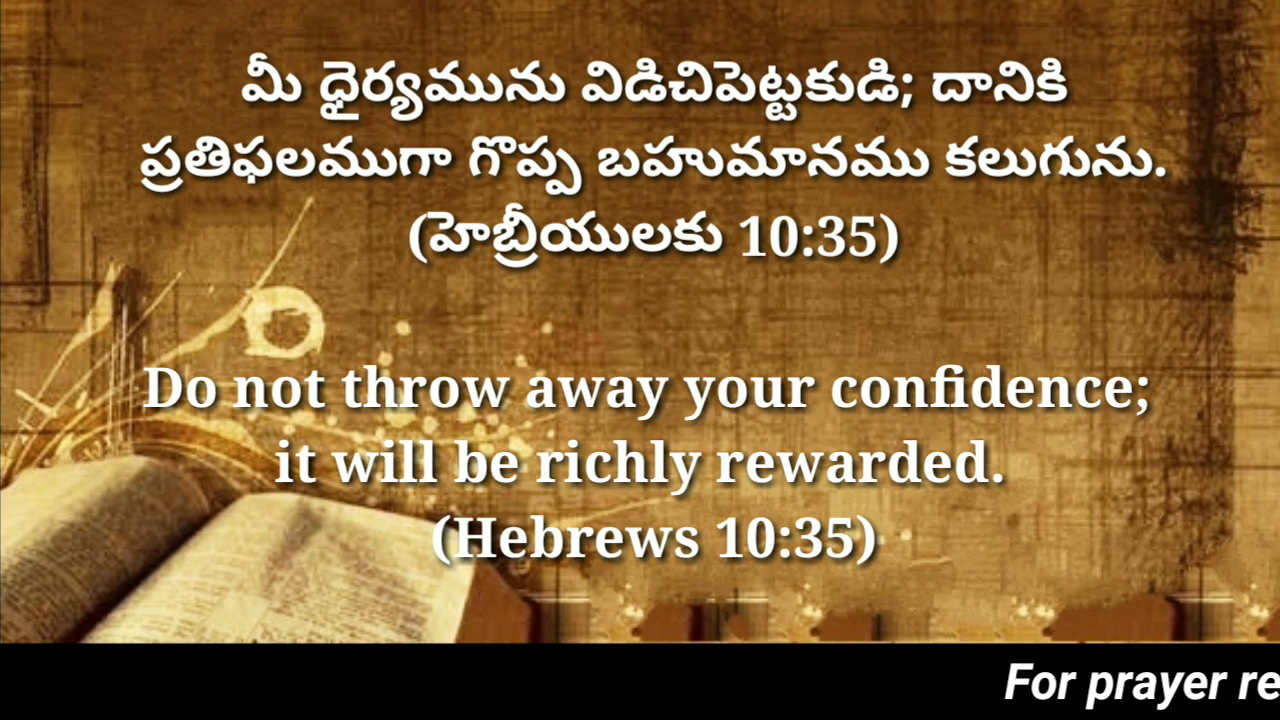 మీ ధైర్యమును విడిచిపెట్టకుడి; దానికి
ప్రతిఫలముగా గొప్ప బహుమానము కలుగును.
(హెబ్రీయులకు 10:35)
Do not throw away your confidence;
it will be richly rewarded.
(Hebrews 10:35)
For prayer re